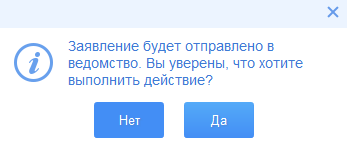 Заявление будет отправлено в
ведомство. Вы уверены, что хотите
выполнить действие?
Нет Да